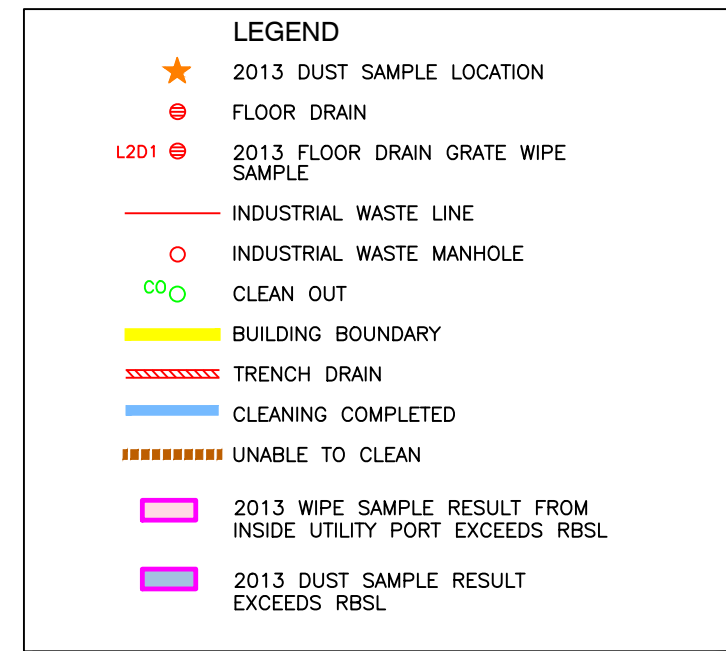 LEGEND
2013 DUST SAMPLE LOCATION
FLOOR DRAIN
L2D1 2013 FLOOR DRAIN GRATE WIPE
SAMPLE
INDUSTRIAL WASTE LINE
INDUSTRIAL WASTE MANHOLE
CO CLEAN OUT
BUILDING BOUNDARY
TRENCH DRAIN
CLEANING COMPLETED
UNABLE TO CLEAN
2013 WIPE SAMPLE RESULT FROM
INSIDE UTILITY PORT EXCEEDS RBSL
2013 DUST SAMPLE RESULT
EXCEEDS RBSL